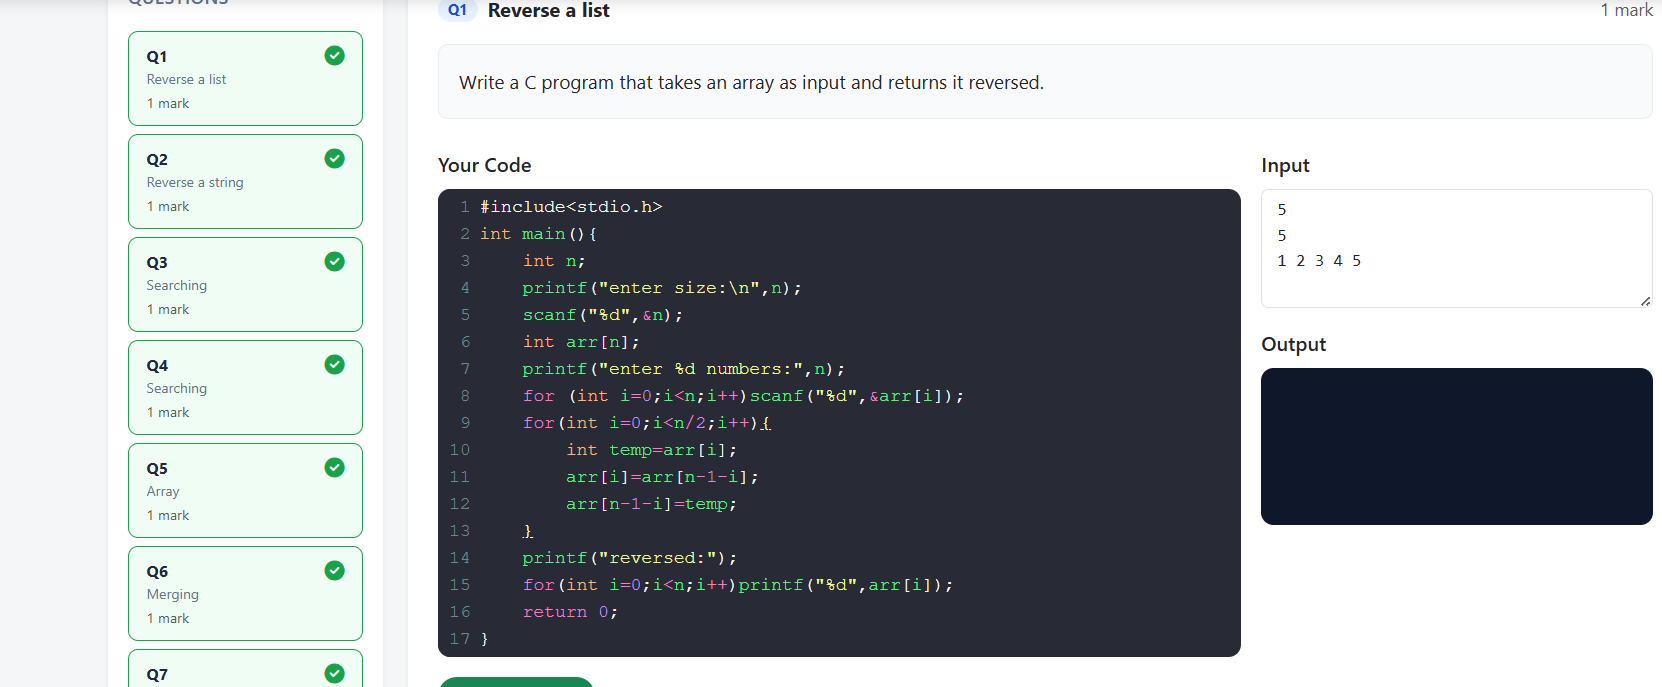 QUESTIONS
Q1
Reverse a list
1 mark
Q2
Reverse a string
1 mark
Q3
Searching
1 mark
Q4
Searching
1 mark
Q5
Array
1 mark
Q6
Merging
1 mark
Q7
Q1 Reverse a list
1 mark
Write a C program that takes an array as input and returns it reversed.
Your Code
1 #include<stdio.h>
2 int main(){
3     int n;
4     printf("enter size:\n",n);
5     scanf("%d",&n);
6     int arr[n];
7     printf("enter %d numbers:",n);
8     for (int i=0;i<n;i++)scanf("%d",&arr[i]);
9     for(int i=0;i<n/2;i++){
10         int temp=arr[i];
11         arr[i]=arr[n-1-i];
12         arr[n-1-i]=temp;
13     }
14     printf("reversed:");
15     for(int i=0;i<n;i++)printf("%d",arr[i]);
16     return 0;
17 }
Input
5
5
1 2 3 4 5
Output